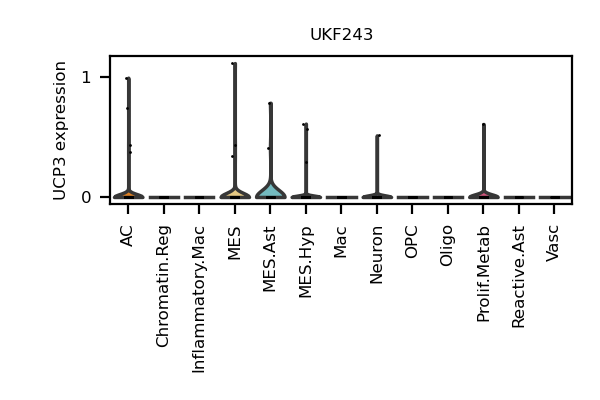 UKF243
UCP3 expression
1
0
AC
Chromatin.Reg
Inflammatory.Mac
MES
MES.Ast
MES.Hyp
Mac
Neuron
OPC
Oligo
Prolif.Metab
Reactive.Ast
Vasc